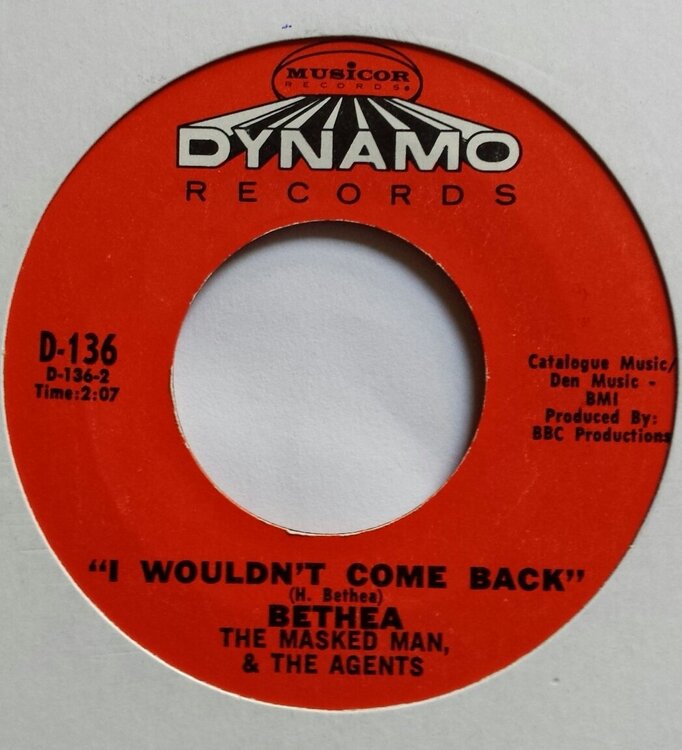 MUSICOR
RECORDS®
DYNAMO
RECORDS
D-136
D-136-2
Time:2:07
Catalogue Music/
Den Music -
BMI
Produced By:
BBC Productions
"I WOULDN'T COME BACK"
(H. Bethea)
BETHEA
THE MASKED MAN,
& THE AGENTS